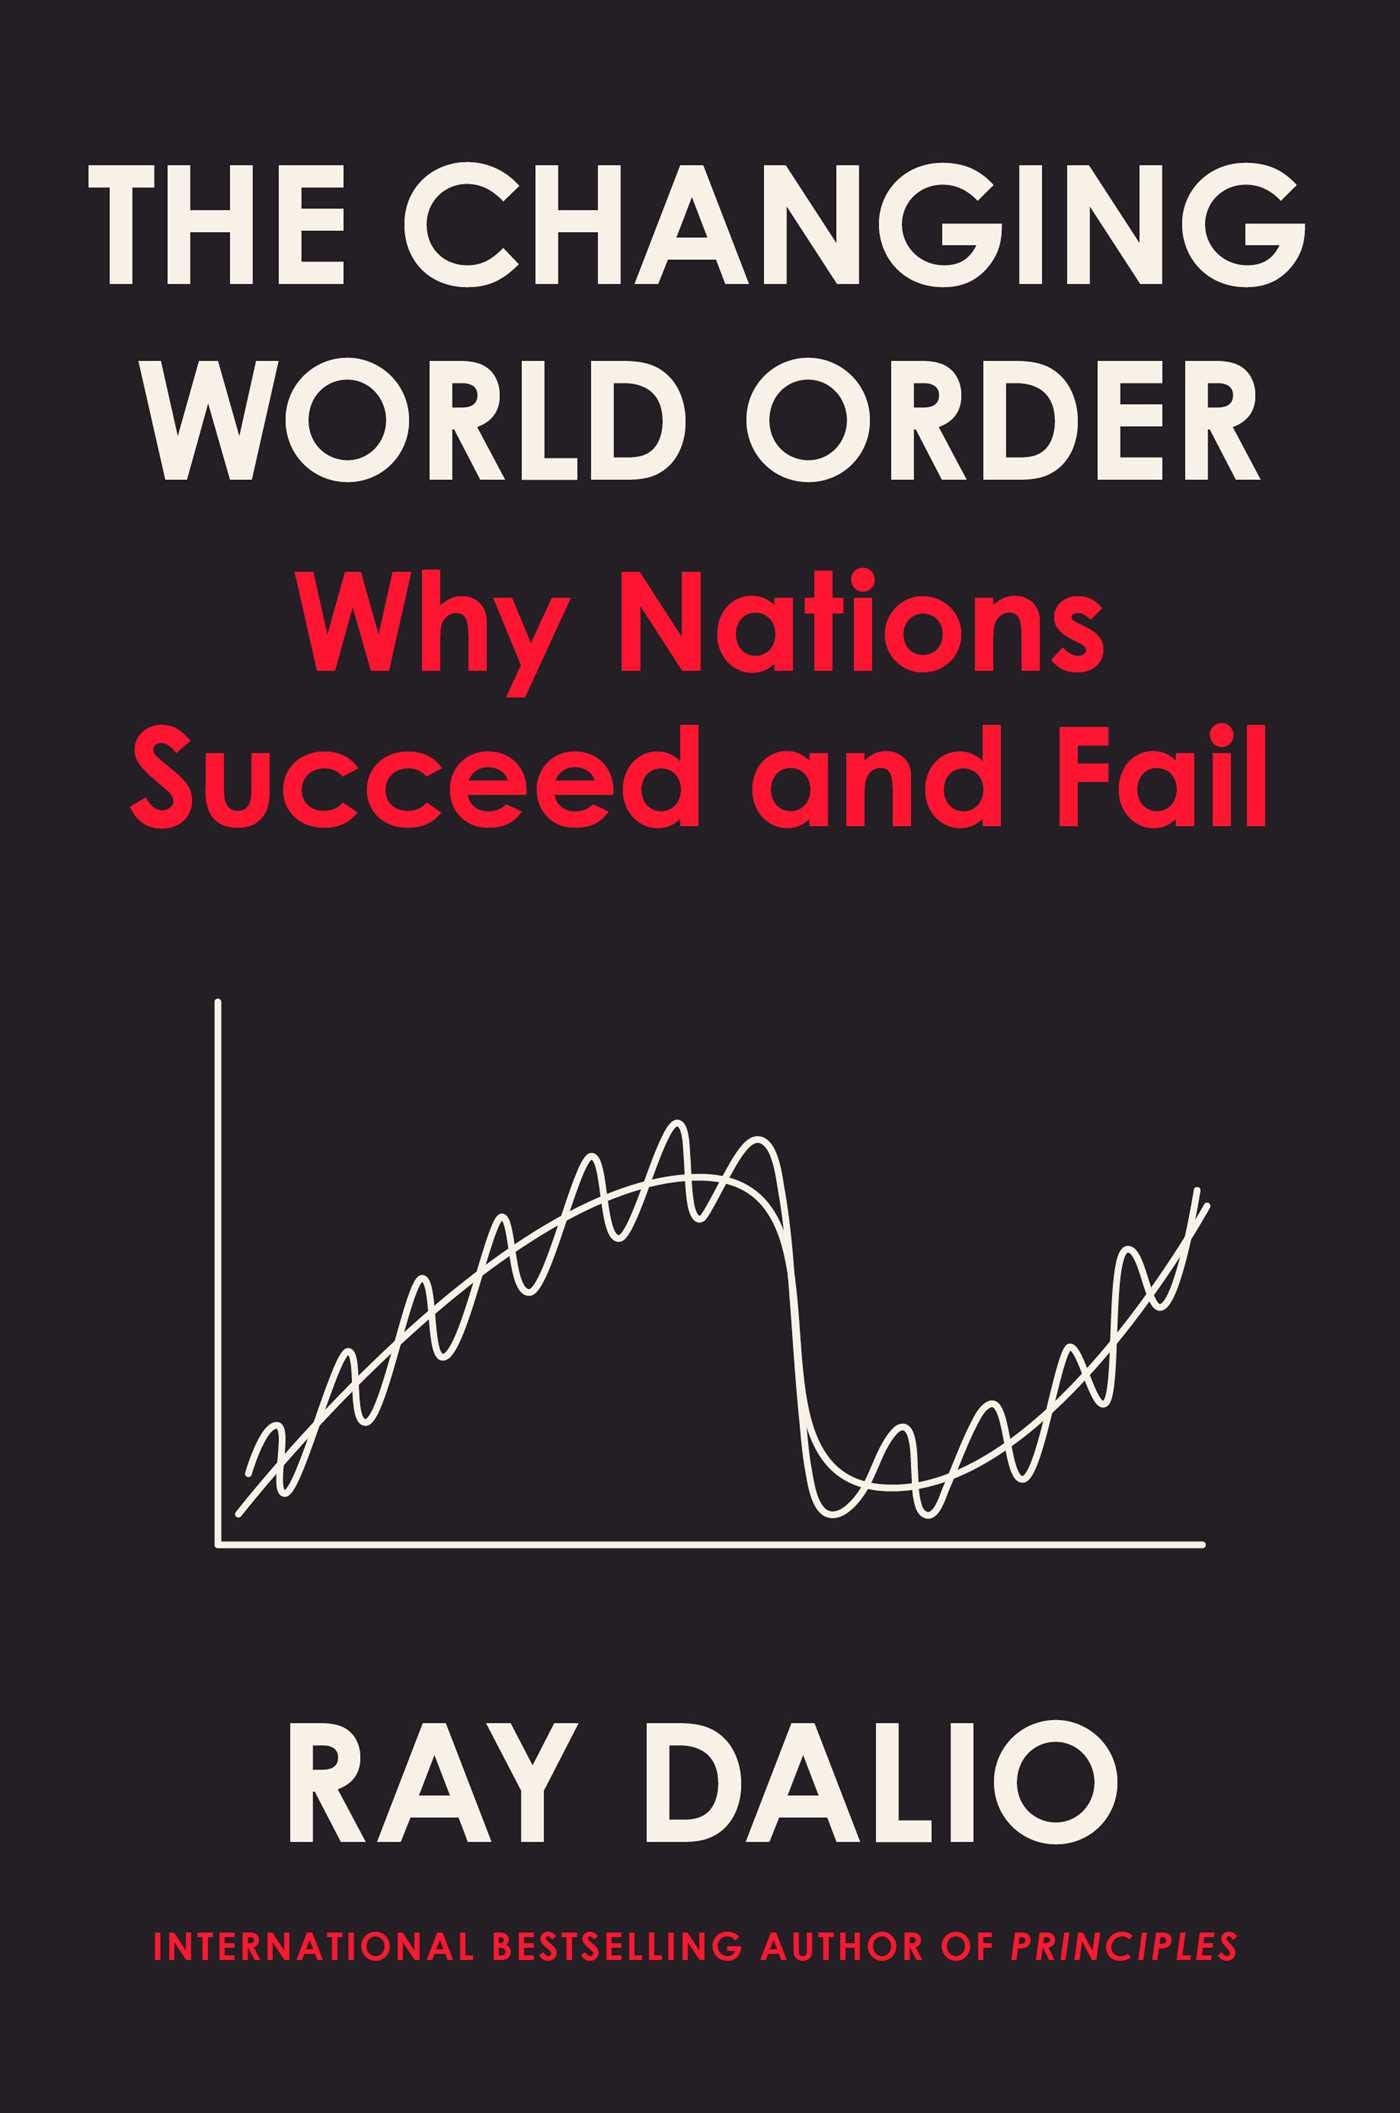 THE CHANGING
WORLD ORDER
Why Nations
Succeed and Fail
RAY DALIO
INTERNATIONAL BESTSELLING AUTHOR OF PRINCIPLES